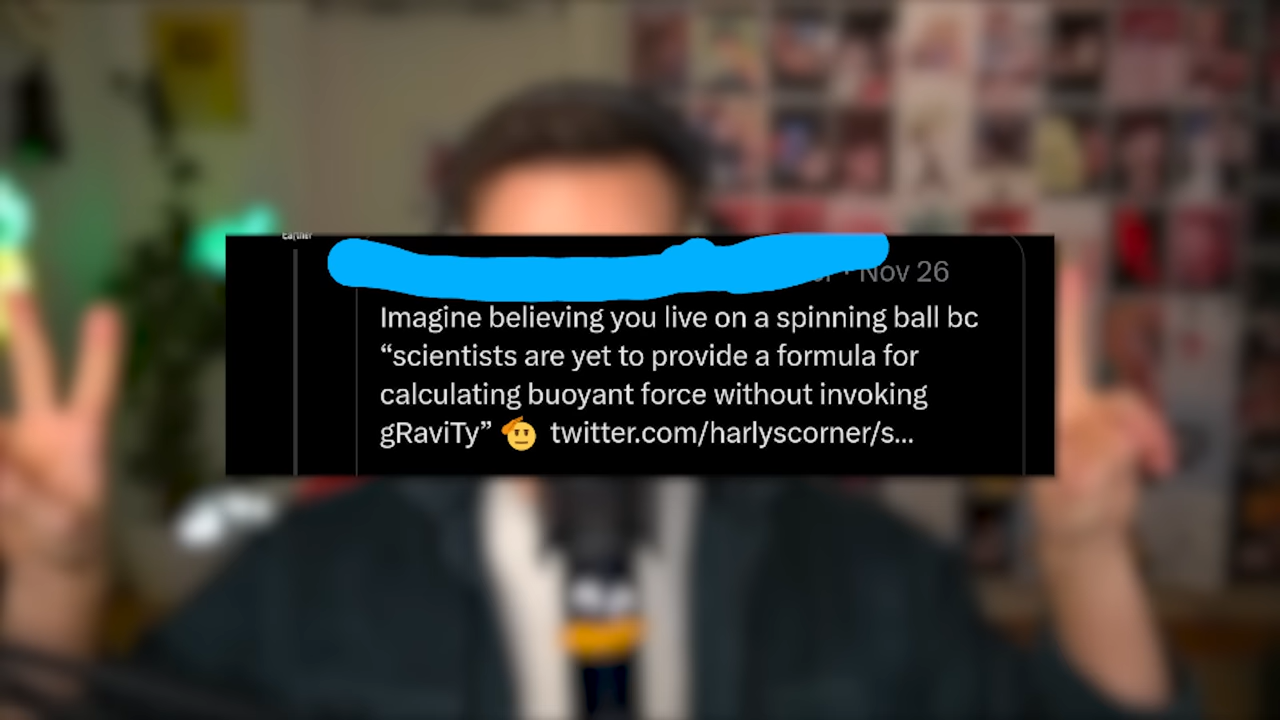 Earther
· Nov 26
Imagine believing you live on a spinning ball bc
“scientists are yet to provide a formula for
calculating buoyant force without invoking
gRaviTy” 🫡 twitter.com/harlyscorner/s...